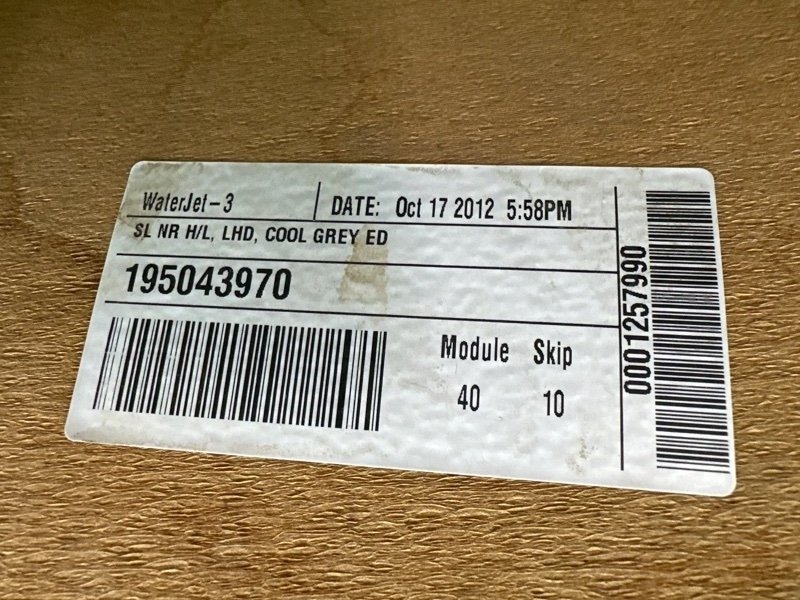 WaterJet-3 DATE: Oct 17 2012 5:58PM
SL NR H/L, LHD, COOL GREY ED
195043970
Module Skip
40 10
0001257990